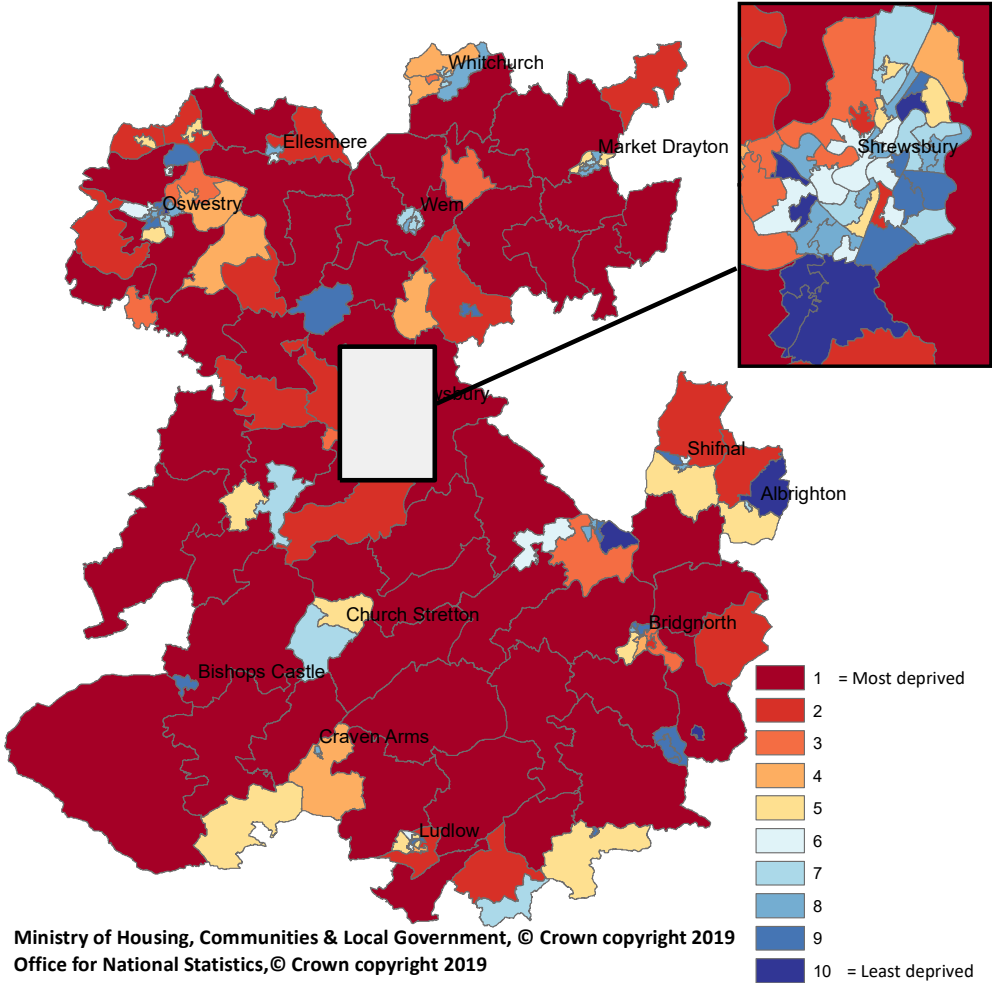 Whitchurch
Ellesmere
Market Drayton
Shrewsbury
Oswestry
Wem
wsbury
Shifnal
Albrighton
Church Stretton
Bridgnorth
Bishops Castle
1 = Most deprived
2
Craven Arms
3
4
5
Ludlow
6
7
8
9
10 = Least deprived
Ministry of Housing, Communities & Local Government, © Crown copyright 2019
Office for National Statistics,© Crown copyright 2019